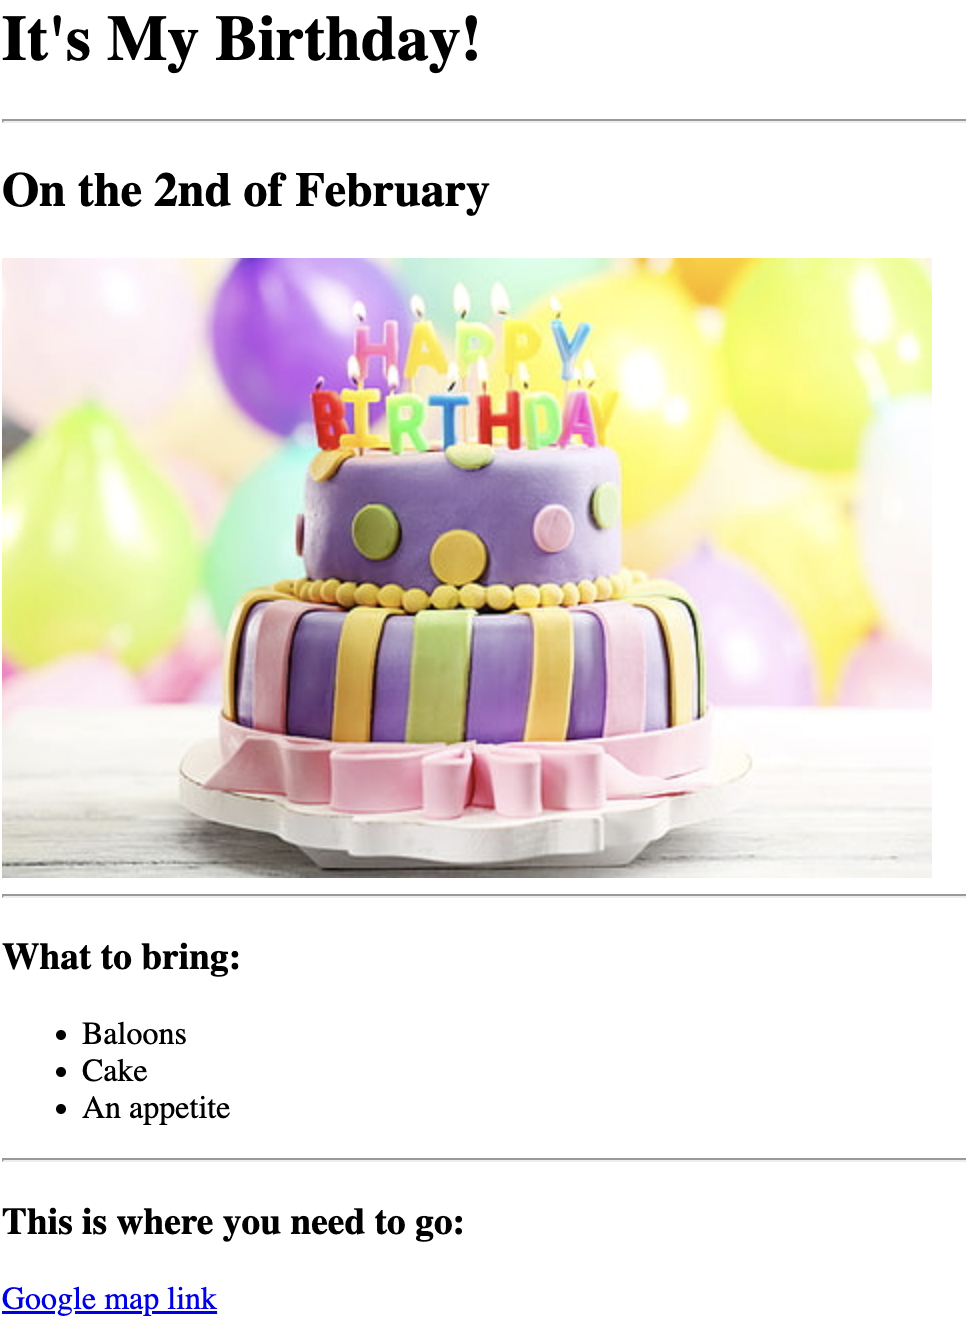 It's My Birthday!
On the 2nd of February
HAPPY
BIRTHDAY
What to bring:
Baloons
Cake
An appetite
This is where you need to go:
Google map link